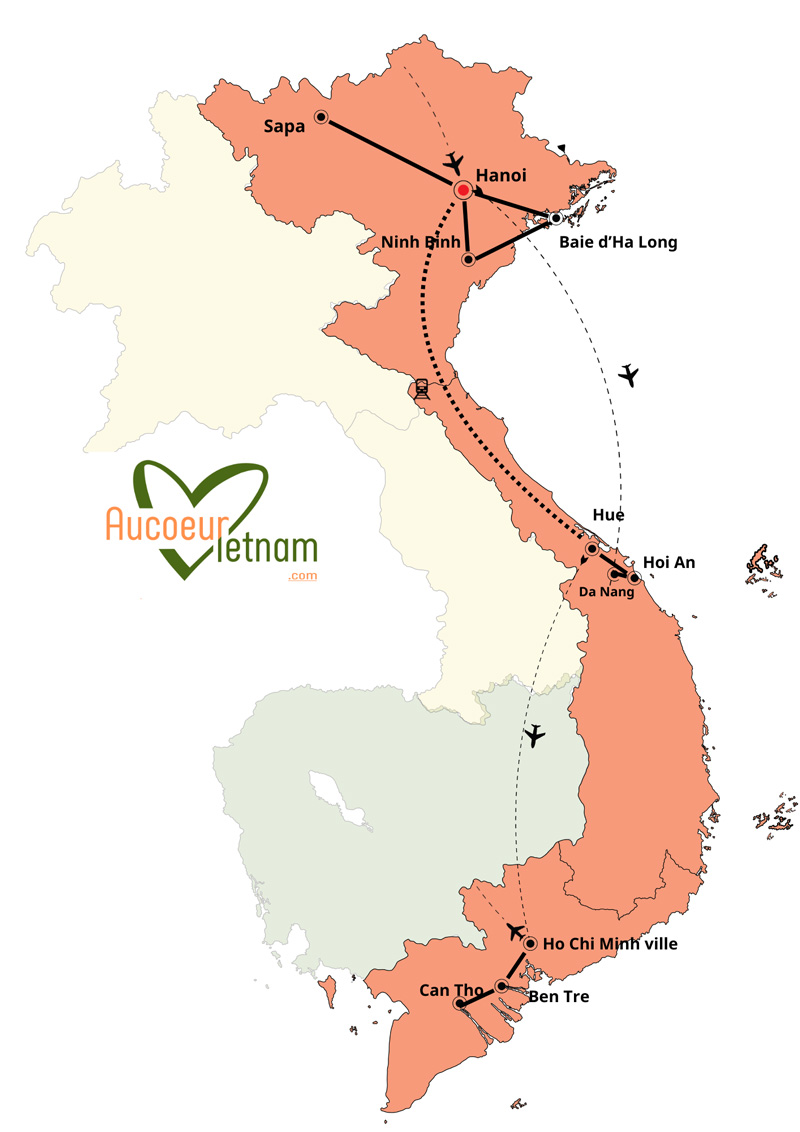 Sapa
Hanoi
Ninh Binh
Baie d’Ha Long
Aucoeur
Vietnam
.com
Hue
Hoi An
Da Nang
Ho Chi Minh ville
Can Tho
Ben Tre